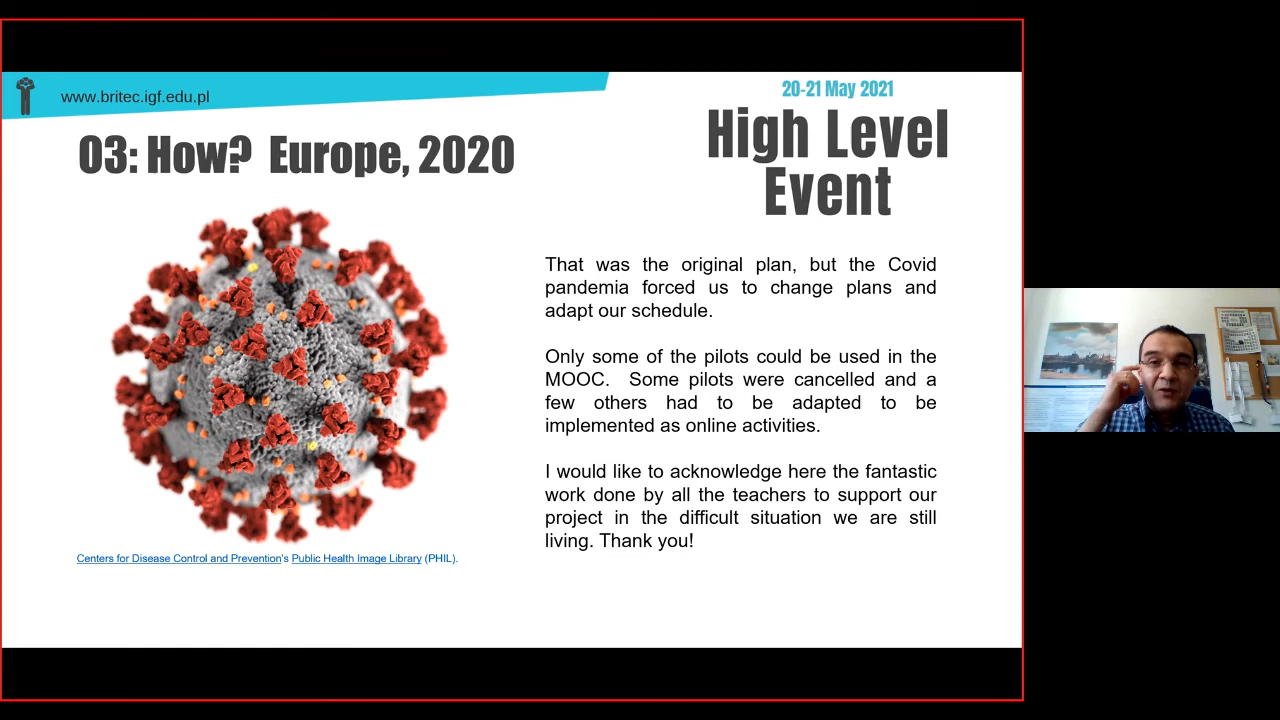 www.britec.igf.edu.pl
20-21 May 2021
High Level
Event
03: How? Europe, 2020
That was the original plan, but the Covid
pandemia forced us to change plans and
adapt our schedule.
Only some of the pilots could be used in the
MOOC. Some pilots were cancelled and a
few others had to be adapted to be
implemented as online activities.
I would like to acknowledge here the fantastic
work done by all the teachers to support our
project in the difficult situation we are still
living. Thank you!
Centers for Disease Control and Prevention's Public Health Image Library (PHIL).